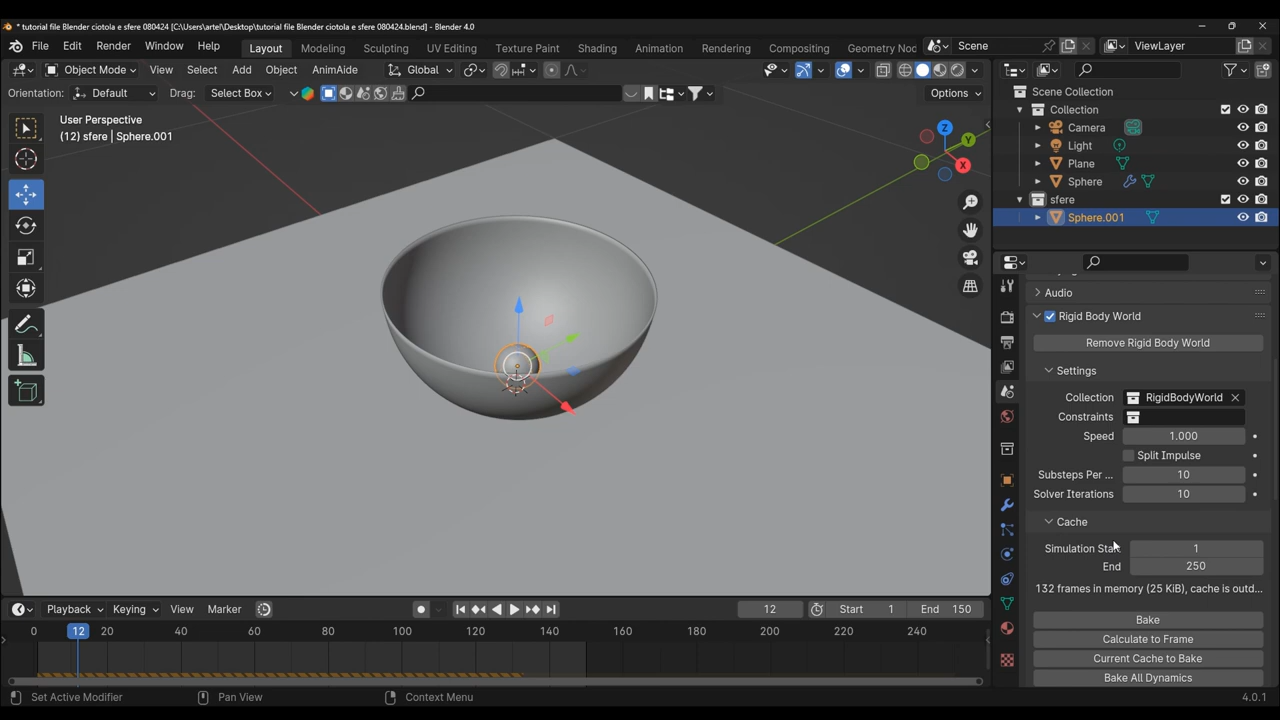 * tutorial file Blender ciotola e sfere 080424 [C:\Users\artel\Desktop\tutorial file Blender ciotola e sfere 080424.blend] - Blender 4.0
File Edit Render Window Help Layout Modeling Sculpting UV Editing Texture Paint Shading Animation Rendering Compositing Geometry Noc Scene ViewLayer
Object Mode View Select Add Object AnimAide Global
Orientation: Default Drag: Select Box Options
User Perspective
(12) sfere | Sphere.001
Z
Y
X
Scene Collection
Collection
Camera
Light
Plane
Sphere
sfere
Sphere.001
Audio
Rigid Body World
Remove Rigid Body World
Settings
Collection RigidBodyWorld
Constraints
Speed 1.000
Split Impulse
Substeps Per ... 10
Solver Iterations 10
Cache
Simulation Start 1
End 250
132 frames in memory (25 KiB), cache is outd...
Bake
Calculate to Frame
Current Cache to Bake
Bake All Dynamics
Playback Keying View Marker 12 Start 1 End 150
0 12 20 40 60 80 100 120 140 160 180 200 220 240
Set Active Modifier Pan View Context Menu 4.0.1